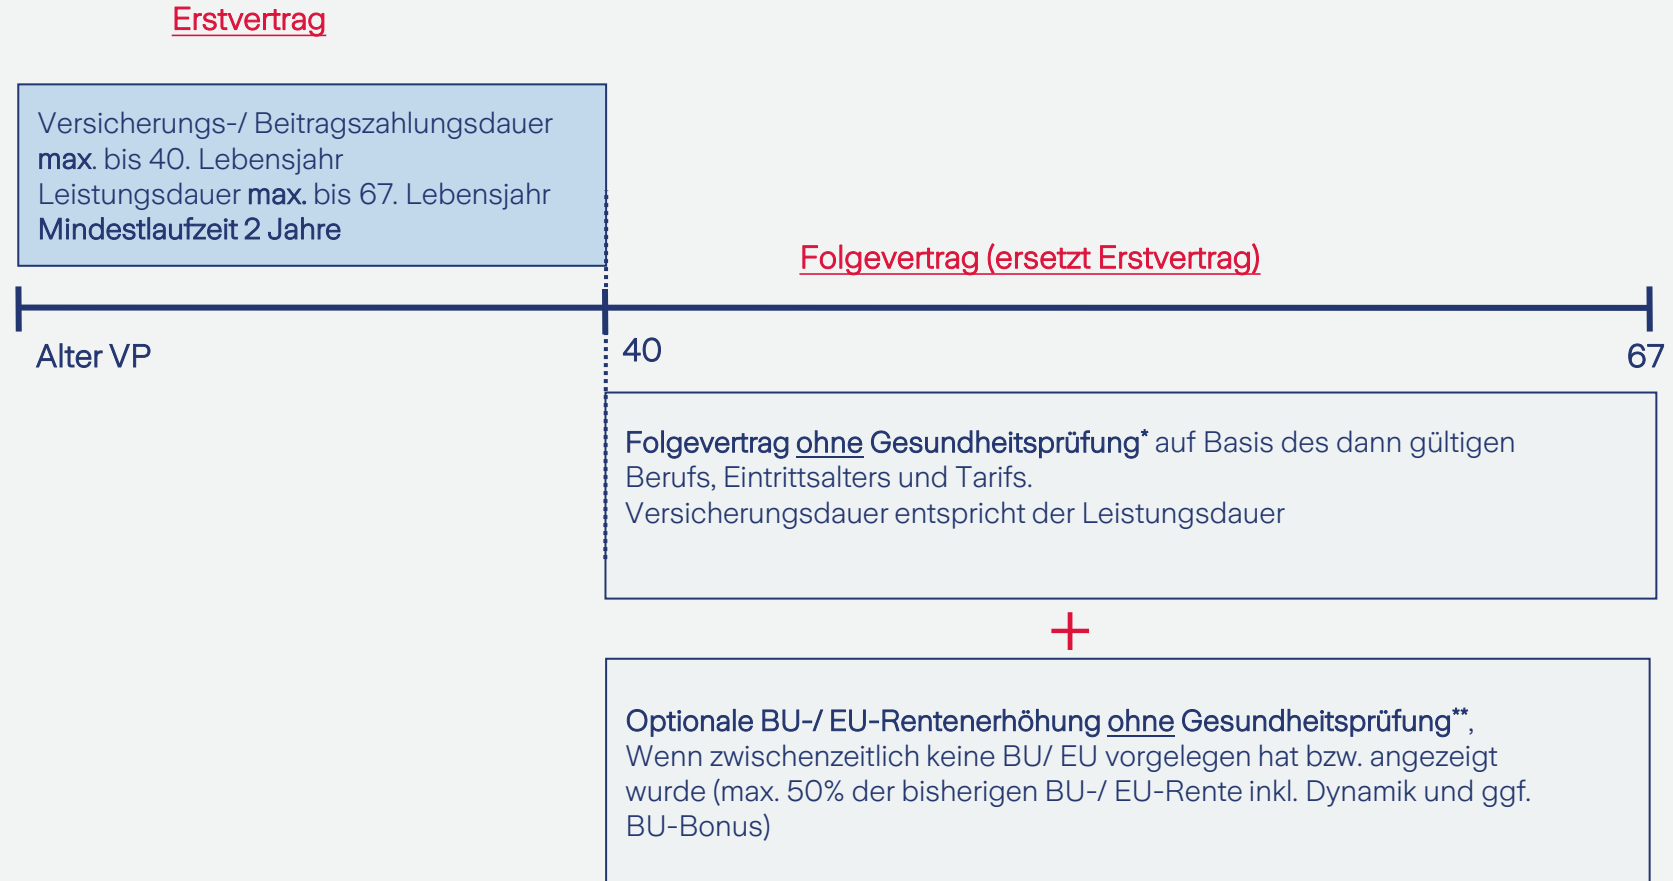 Erstvertrag
Versicherungs-/ Beitragszahlungsdauer
max. bis 40. Lebensjahr
Leistungsdauer max. bis 67. Lebensjahr
Mindestlaufzeit 2 Jahre
Folgevertrag (ersetzt Erstvertrag)
Alter VP
40
67
Folgevertrag ohne Gesundheitsprüfung* auf Basis des dann gültigen
Berufs, Eintrittsalters und Tarifs.
Versicherungsdauer entspricht der Leistungsdauer
+
Optionale BU-/ EU-Rentenerhöhung ohne Gesundheitsprüfung**,
Wenn zwischenzeitlich keine BU/ EU vorgelegen hat bzw. angezeigt
wurde (max. 50% der bisherigen BU-/ EU-Rente inkl. Dynamik und ggf.
BU-Bonus)